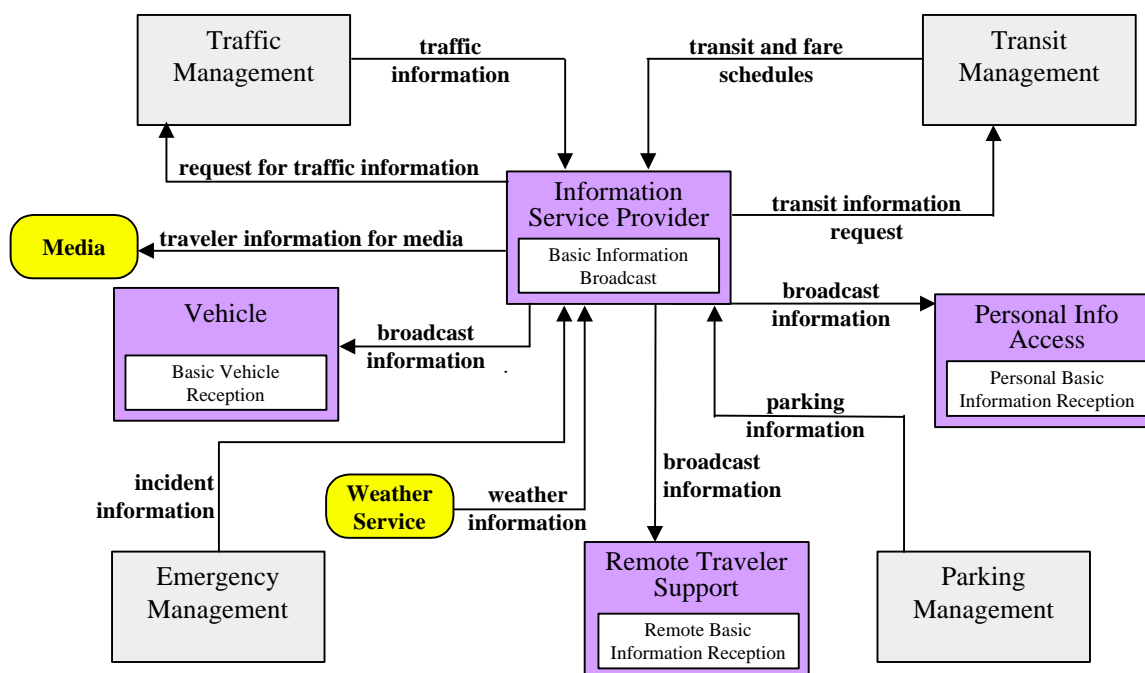 Traffic
Management
traffic
information
transit and fare
schedules
Transit
Management
request for traffic information
Information
Service Provider
Basic Information
Broadcast
transit information
request
Media
traveler information for media
Vehicle
Basic Vehicle
Reception
broadcast
information
broadcast
information
Personal Info
Access
Personal Basic
Information Reception
parking
information
incident
information
Weather
Service
weather
information
broadcast
information
Emergency
Management
Remote Traveler
Support
Remote Basic
Information Reception
Parking
Management